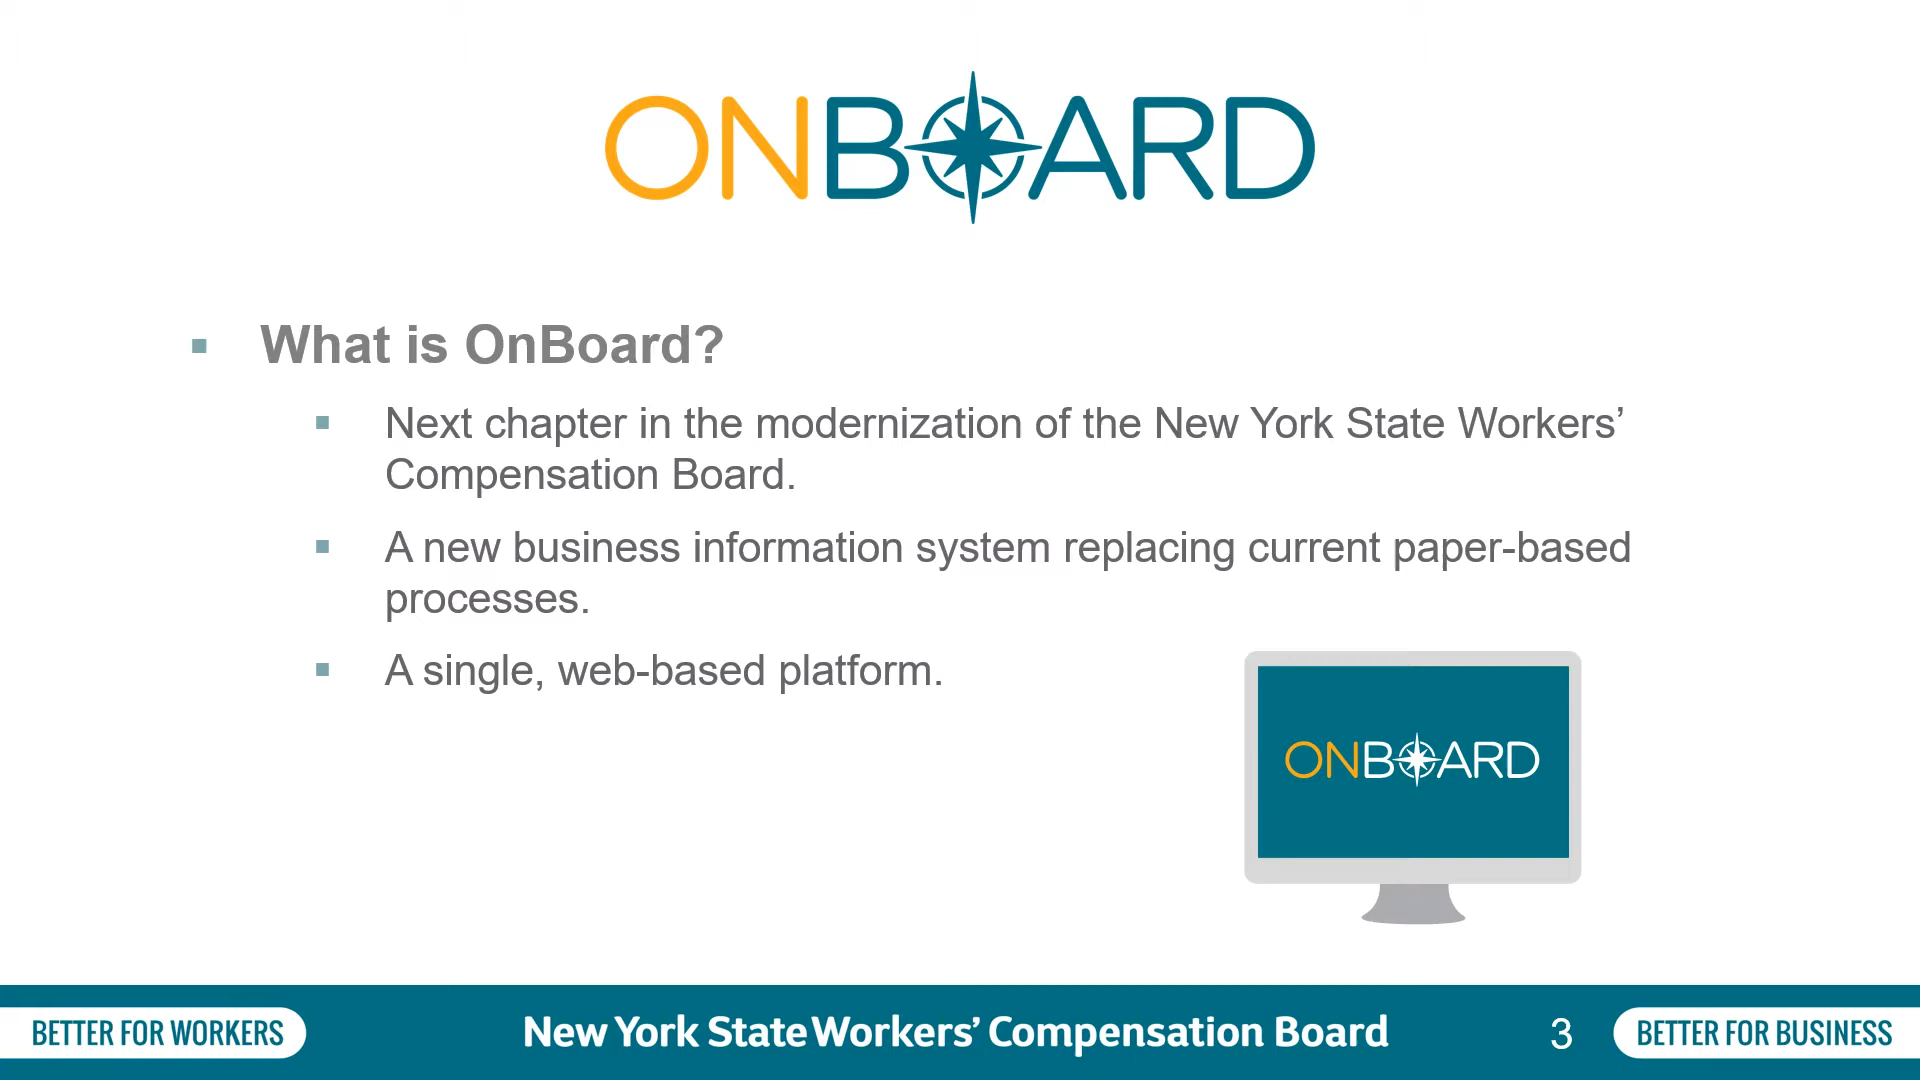 ONBOARD
▪ What is OnBoard?
▪ Next chapter in the modernization of the New York State Workers’
Compensation Board.
▪ A new business information system replacing current paper-based
processes.
▪ A single, web-based platform.
ONBOARD
BETTER FOR WORKERS
New York State Workers’ Compensation Board
3
BETTER FOR BUSINESS